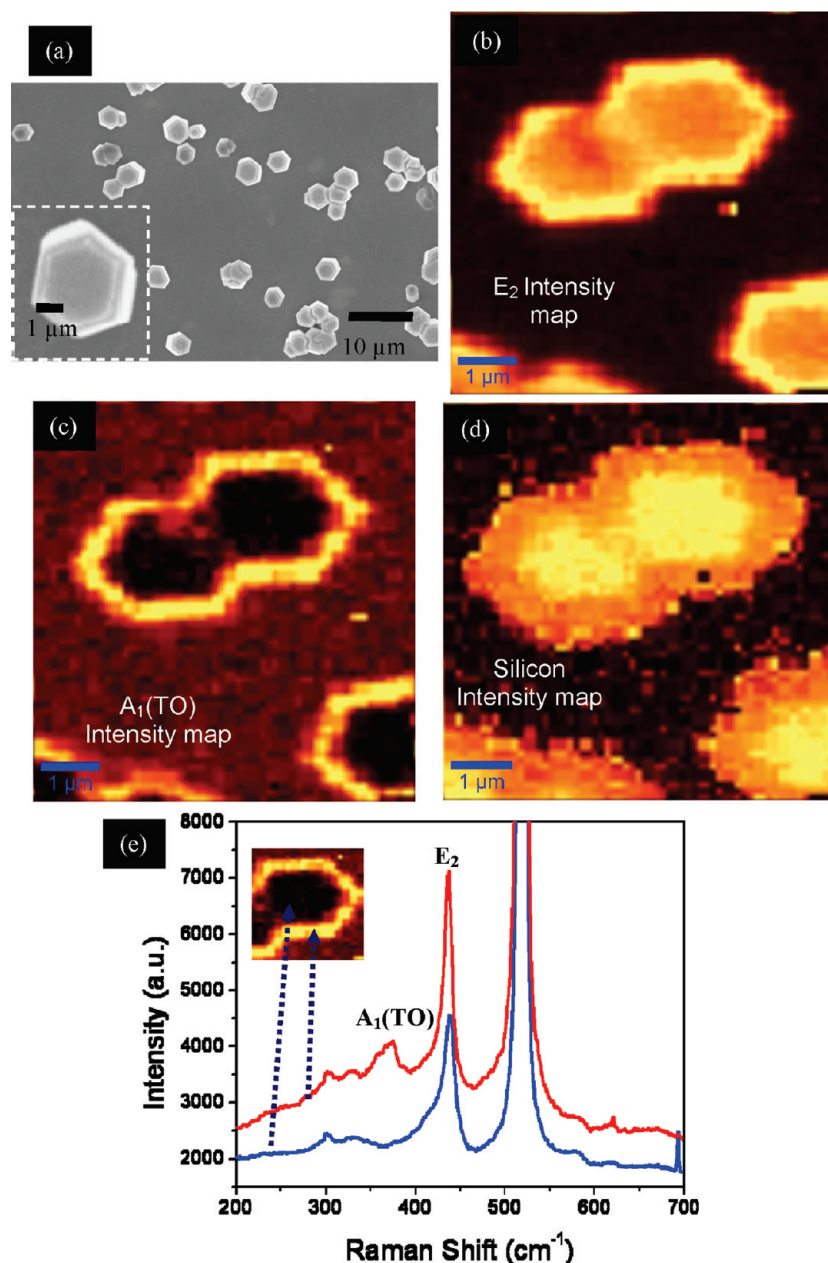 (a)
1 µm
10 µm
(b)
E₂ Intensity
map
1 µm
(c)
A₁(TO)
Intensity map
1 µm
(d)
Silicon
Intensity map
1 µm
(e)
8000
7000
6000
5000
4000
3000
2000
Intensity (a.u.)
E₂
A₁(TO)
200
300
400
500
600
700
Raman Shift (cm⁻¹)